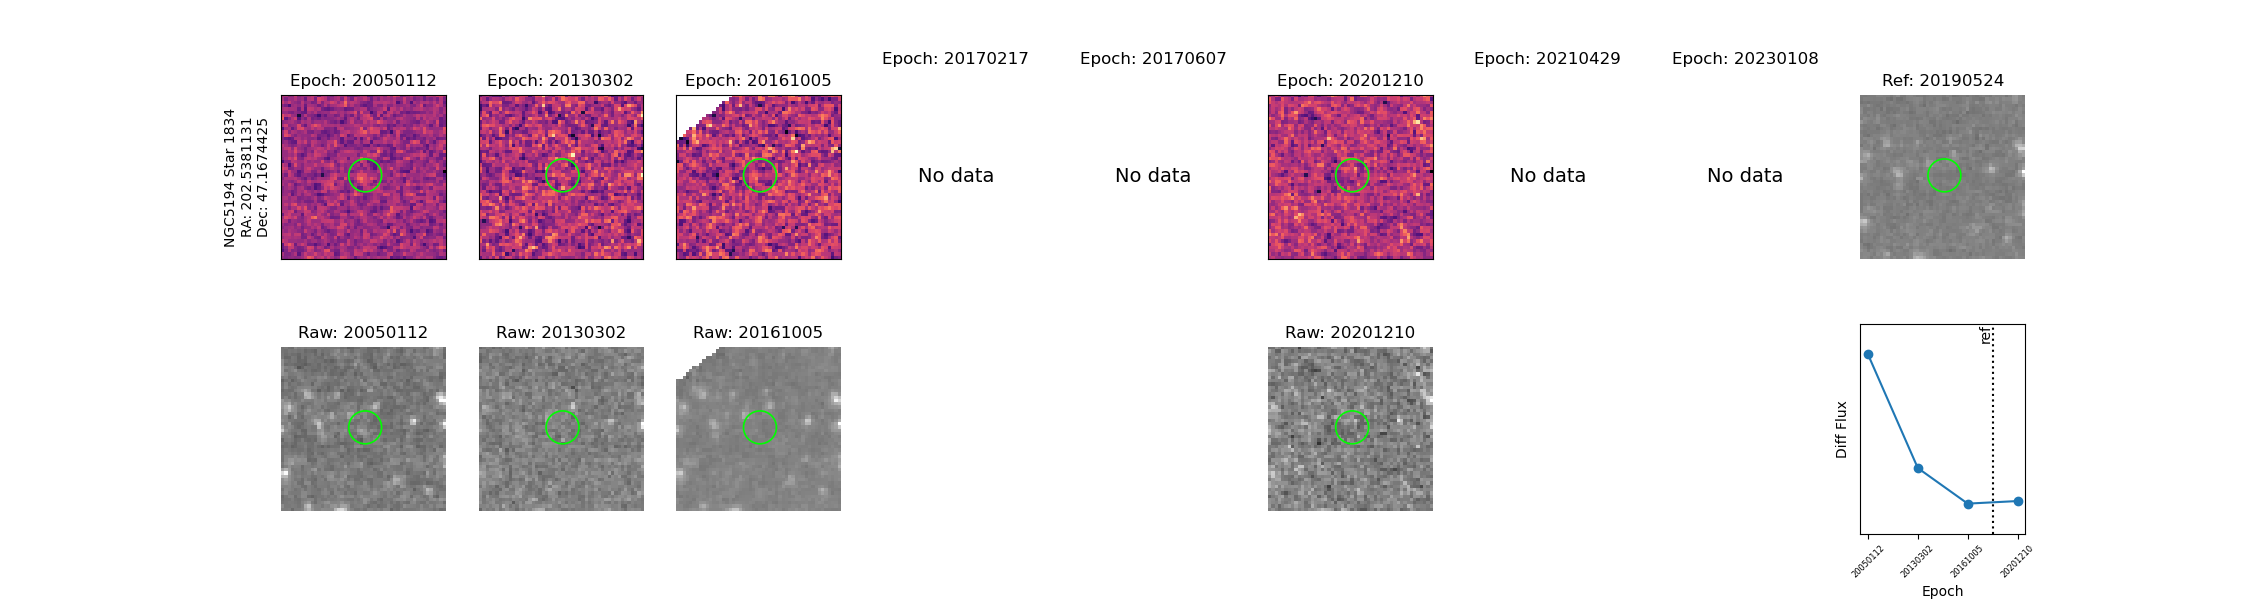 NGC5194 Star 1834
RA: 202.5381131
Dec: 47.1674425
Epoch: 20050112
Epoch: 20130302
Epoch: 20161005
Epoch: 20170217
Epoch: 20170607
Epoch: 20201210
Epoch: 20210429
Epoch: 20230108
Ref: 20190524
No data
No data
No data
No data
Raw: 20050112
Raw: 20130302
Raw: 20161005
Raw: 20201210
ref
Diff Flux
20050112
20130302
20161005
20201210
Epoch